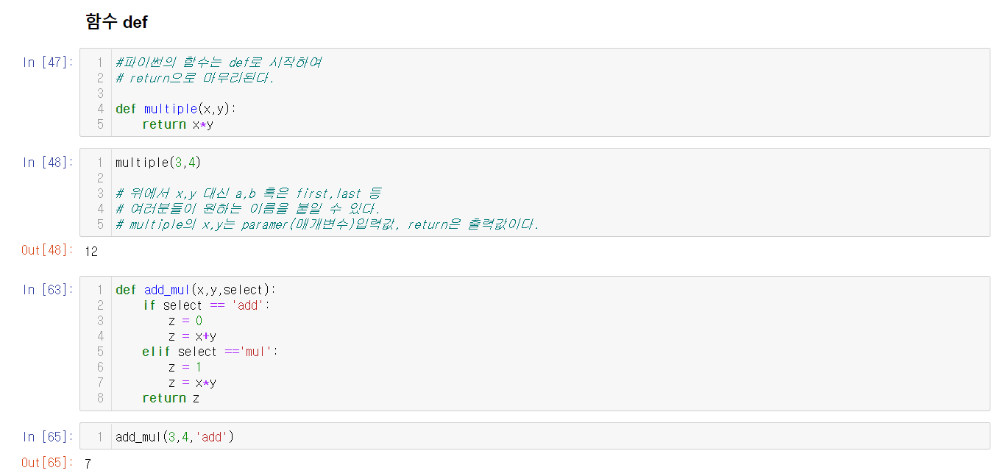 함수 def
In [47]:
1 #파이썬의 함수는 def로 시작하여
2 # return으로 마무리된다.
3
4 def multiple(x,y):
5     return x*y
In [48]:
1 multiple(3,4)
2
3 # 위에서 x,y 대신 a,b 혹은 first,last 등
4 # 여러분들이 원하는 이름을 붙일 수 있다.
5 # multiple의 x,y는 paramer(매개변수)입력값, return은 출력값이다.
Out[48]: 12
In [63]:
1 def add_mul(x,y,select):
2     if select == 'add':
3         z = 0
4         z = x+y
5     elif select =='mul':
6         z = 1
7         z = x*y
8     return z
In [65]:
1 add_mul(3,4,'add')
Out[65]: 7